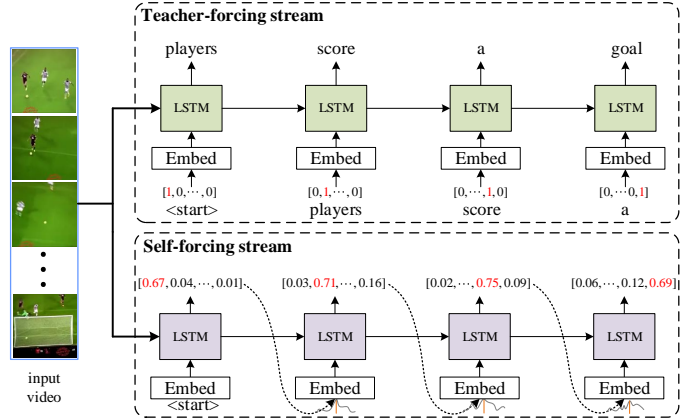 Teacher-forcing stream
players score a goal
LSTM LSTM LSTM LSTM
Embed Embed Embed Embed
[1,0,⋯,0] [0,1,⋯,0] [0,⋯,1,0] [0,⋯0,1]
<start> players score a
Self-forcing stream
[0.67,0.04,⋯,0.01] [0.03,0.71,⋯,0.16] [0.02,⋯,0.75,0.09] [0.06,⋯,0.12,0.69]
LSTM LSTM LSTM LSTM
Embed Embed Embed Embed
<start>
input
video